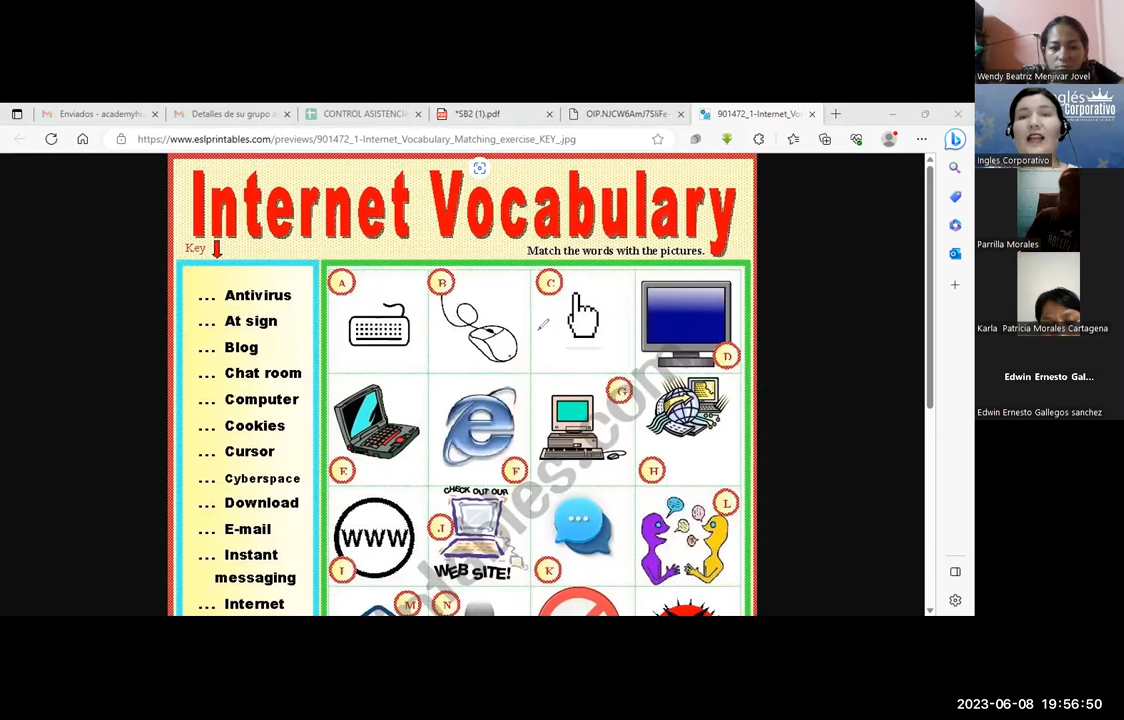 Enviados - academyh
Detalles de su grupo a
CONTROL ASISTENCI
*SB2 (1).pdf
OIP.NJCW6AmJ7SliFe-
901472_1-Internet_Vo
https://www.eslprintables.com/previews/901472_1-Internet_Vocabulary_Matching_exercise_KEY_.jpg
Internet Vocabulary
Key
Match the words with the pictures.
... Antivirus
... At sign
... Blog
... Chat room
... Computer
... Cookies
... Cursor
... Cyberspace
... Download
... E-mail
... Instant
messaging
... Internet
A
B
C
D
E
F
G
H
WWW
I
CHECK OUT OUR
J
WEB SITE!
K
L
M
N
Wendy Beatriz Menjivar Jovel
glés
Corporativo
Ingles Corporativo
Parrilla Morales
Karla Patricia Morales Cartagena
Edwin Ernesto Gal...
Edwin Ernesto Gallegos sanchez
2023-06-08 19:56:50